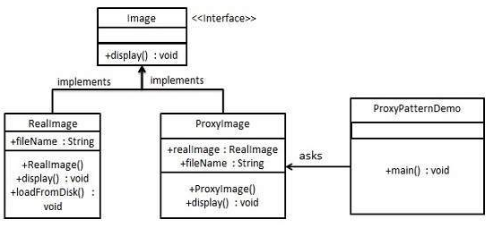 Image <<Interface>>
+display() : void
implements implements
RealImage
+fileName : String
+RealImage()
+display() : void
+loadFromDisk() :
void
ProxyImage
+realImage : RealImage
+fileName : String
+ProxyImage()
+display() : void
asks
ProxyPatternDemo
+main() : void